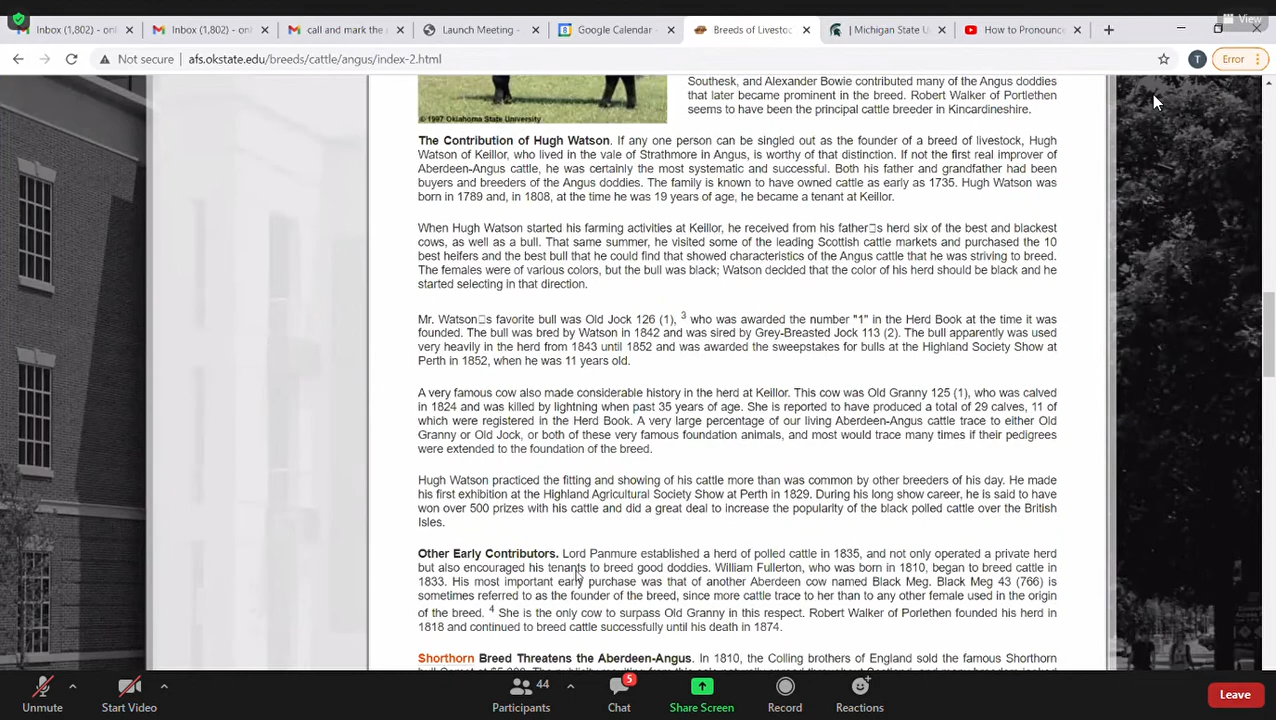 View
Inbox (1,802) - onl
Inbox (1,802) - onl
call and mark the a
Launch Meeting -
Google Calendar -
Breeds of Livestoc
| Michigan State U
How to Pronounce
Not secure
afs.okstate.edu/breeds/cattle/angus/index-2.html
T
Error
© 1997 Oklahoma State University
Southesk, and Alexander Bowie contributed many of the Angus doddies
that later became prominent in the breed. Robert Walker of Portlethen
seems to have been the principal cattle breeder in Kincardineshire.
The Contribution of Hugh Watson. If any one person can be singled out as the founder of a breed of livestock, Hugh
Watson of Keillor, who lived in the vale of Strathmore in Angus, is worthy of that distinction. If not the first real improver of
Aberdeen-Angus cattle, he was certainly the most systematic and successful. Both his father and grandfather had been
buyers and breeders of the Angus doddies. The family is known to have owned cattle as early as 1735. Hugh Watson was
born in 1789 and, in 1808, at the time he was 19 years of age, he became a tenant at Keillor.
When Hugh Watson started his farming activities at Keillor, he received from his father□s herd six of the best and blackest
cows, as well as a bull. That same summer, he visited some of the leading Scottish cattle markets and purchased the 10
best heifers and the best bull that he could find that showed characteristics of the Angus cattle that he was striving to breed.
The females were of various colors, but the bull was black; Watson decided that the color of his herd should be black and he
started selecting in that direction.
Mr. Watson□s favorite bull was Old Jock 126 (1), 3 who was awarded the number "1" in the Herd Book at the time it was
founded. The bull was bred by Watson in 1842 and was sired by Grey-Breasted Jock 113 (2). The bull apparently was used
very heavily in the herd from 1843 until 1852 and was awarded the sweepstakes for bulls at the Highland Society Show at
Perth in 1852, when he was 11 years old.
A very famous cow also made considerable history in the herd at Keillor. This cow was Old Granny 125 (1), who was calved
in 1824 and was killed by lightning when past 35 years of age. She is reported to have produced a total of 29 calves, 11 of
which were registered in the Herd Book. A very large percentage of our living Aberdeen-Angus cattle trace to either Old
Granny or Old Jock, or both of these very famous foundation animals, and most would trace many times if their pedigrees
were extended to the foundation of the breed.
Hugh Watson practiced the fitting and showing of his cattle more than was common by other breeders of his day. He made
his first exhibition at the Highland Agricultural Society Show at Perth in 1829. During his long show career, he is said to have
won over 500 prizes with his cattle and did a great deal to increase the popularity of the black polled cattle over the British
Isles.
Other Early Contributors. Lord Panmure established a herd of polled cattle in 1835, and not only operated a private herd
but also encouraged his tenants to breed good doddies. William Fullerton, who was born in 1810, began to breed cattle in
1833. His most important early purchase was that of another Aberdeen cow named Black Meg. Black Meg 43 (766) is
sometimes referred to as the founder of the breed, since more cattle trace to her than to any other female used in the origin
of the breed. 4 She is the only cow to surpass Old Granny in this respect. Robert Walker of Porlethen founded his herd in
1818 and continued to breed cattle successfully until his death in 1874.
Shorthorn Breed Threatens the Aberdeen-Angus. In 1810, the Colling brothers of England sold the famous Shorthorn
Unmute
Start Video
44
Participants
5
Chat
Share Screen
Record
Reactions
Leave